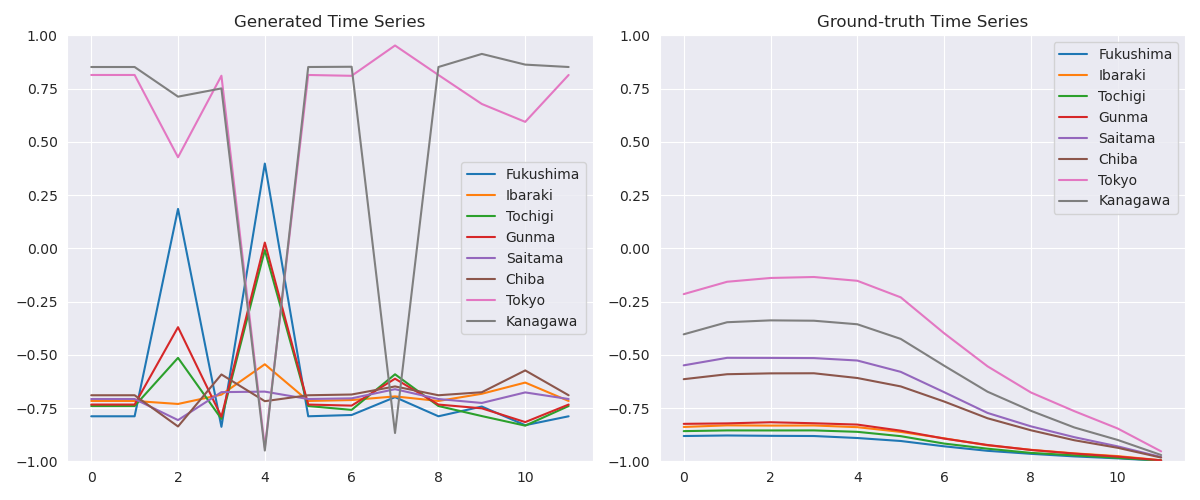 Generated Time Series
1.00
0.75
0.50
0.25
0.00
−0.25
−0.50
−0.75
−1.00
0
2
4
6
8
10
Fukushima
Ibaraki
Tochigi
Gunma
Saitama
Chiba
Tokyo
Kanagawa
Ground-truth Time Series
1.00
0.75
0.50
0.25
0.00
−0.25
−0.50
−0.75
−1.00
0
2
4
6
8
10
Fukushima
Ibaraki
Tochigi
Gunma
Saitama
Chiba
Tokyo
Kanagawa